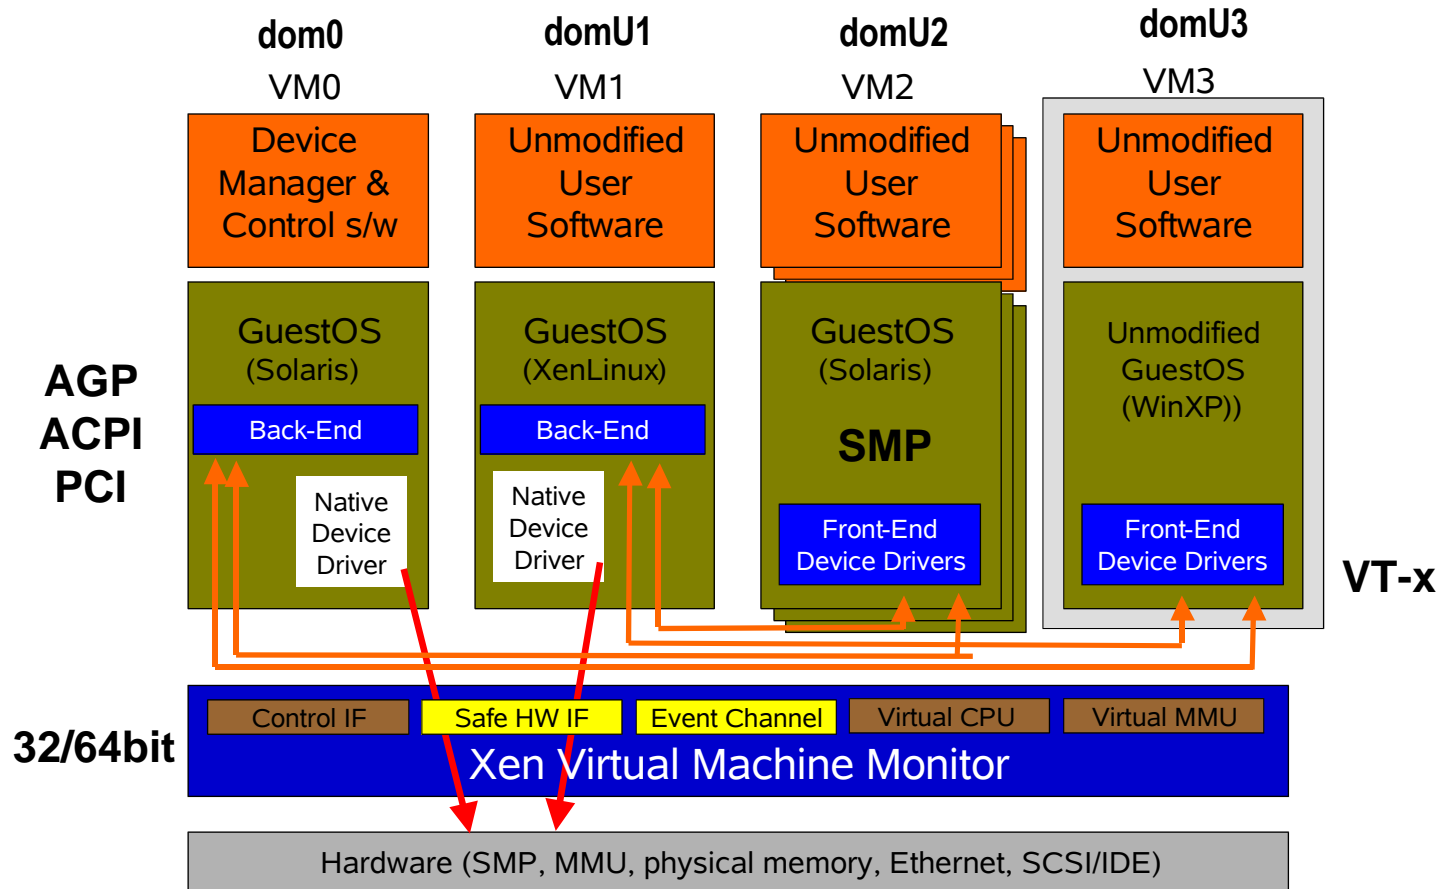 dom0
domU1
domU2
domU3
VM0
VM1
VM2
VM3
Device
Manager &
Control s/w
Unmodified
User
Software
Unmodified
User
Software
Unmodified
User
Software
AGP
ACPI
PCI
GuestOS
(Solaris)
Back-End
Native
Device
Driver
GuestOS
(XenLinux)
Back-End
Native
Device
Driver
GuestOS
(Solaris)
SMP
Front-End
Device Drivers
Unmodified
GuestOS
(WinXP))
Front-End
Device Drivers
VT-x
32/64bit
Control IF
Safe HW IF
Event Channel
Virtual CPU
Virtual MMU
Xen Virtual Machine Monitor
Hardware (SMP, MMU, physical memory, Ethernet, SCSI/IDE)